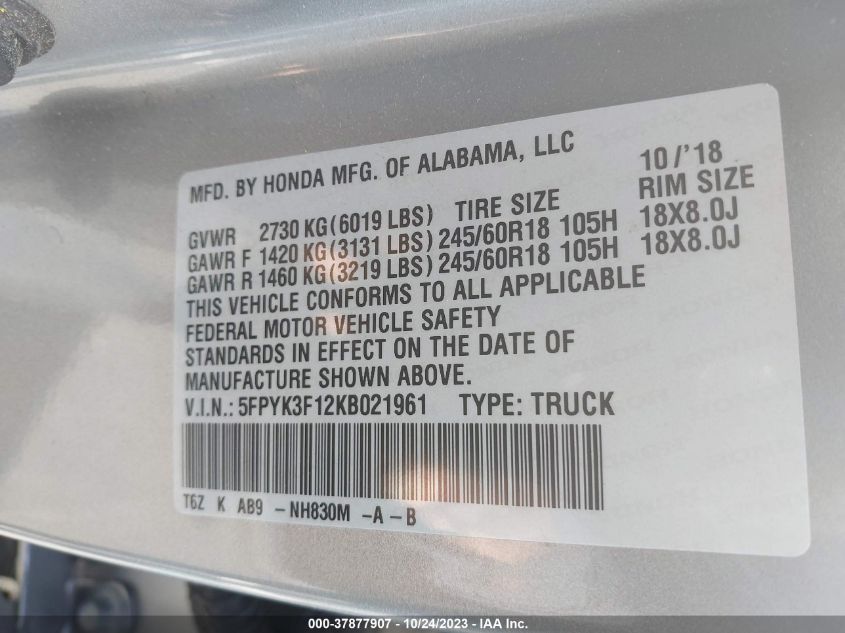 MFD. BY HONDA MFG. OF ALABAMA, LLC 10/'18
GVWR 2730 KG(6019 LBS) TIRE SIZE RIM SIZE
GAWR F 1420 KG(3131 LBS) 245/60R18 105H 18X8.0J
GAWR R 1460 KG(3219 LBS) 245/60R18 105H 18X8.0J
THIS VEHICLE CONFORMS TO ALL APPLICABLE
FEDERAL MOTOR VEHICLE SAFETY
STANDARDS IN EFFECT ON THE DATE OF
MANUFACTURE SHOWN ABOVE.
V.I.N.: 5FPYK3F12KB021961 TYPE: TRUCK
T6Z K AB9 -NH830M -A -B
000-37877907 - 10/24/2023 - IAA Inc.